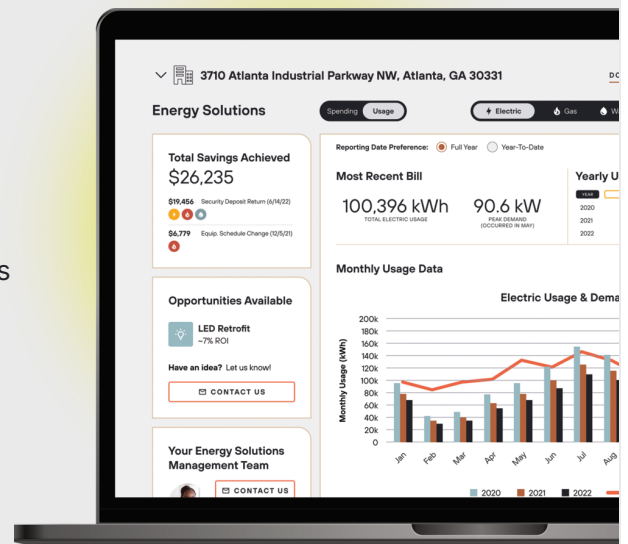 s
3710 Atlanta Industrial Parkway NW, Atlanta, GA 30331
DO
Energy Solutions
Spending Usage
Electric Gas W
Total Savings Achieved
$26,235
$19,456 Security Deposit Return (6/14/22)
$6,779 Equip. Schedule Change (12/5/21)
Opportunities Available
LED Retrofit
~7% ROI
Have an idea? Let us know!
CONTACT US
Your Energy Solutions
Management Team
CONTACT US
Reporting Date Preference: Full Year Year-To-Date
Most Recent Bill
100,396 kWh
TOTAL ELECTRIC USAGE
90.6 kW
PEAK DEMAND
(OCCURRED IN MAY)
Yearly U
YEAR
2020
2021
2022
Monthly Usage Data
Electric Usage & Dema
Monthly Usage (kWh)
200k
180k
160k
140k
120k
100k
80k
60k
40k
20k
0
Jan Feb Mar Apr May Jun Jul Aug
2020 2021 2022